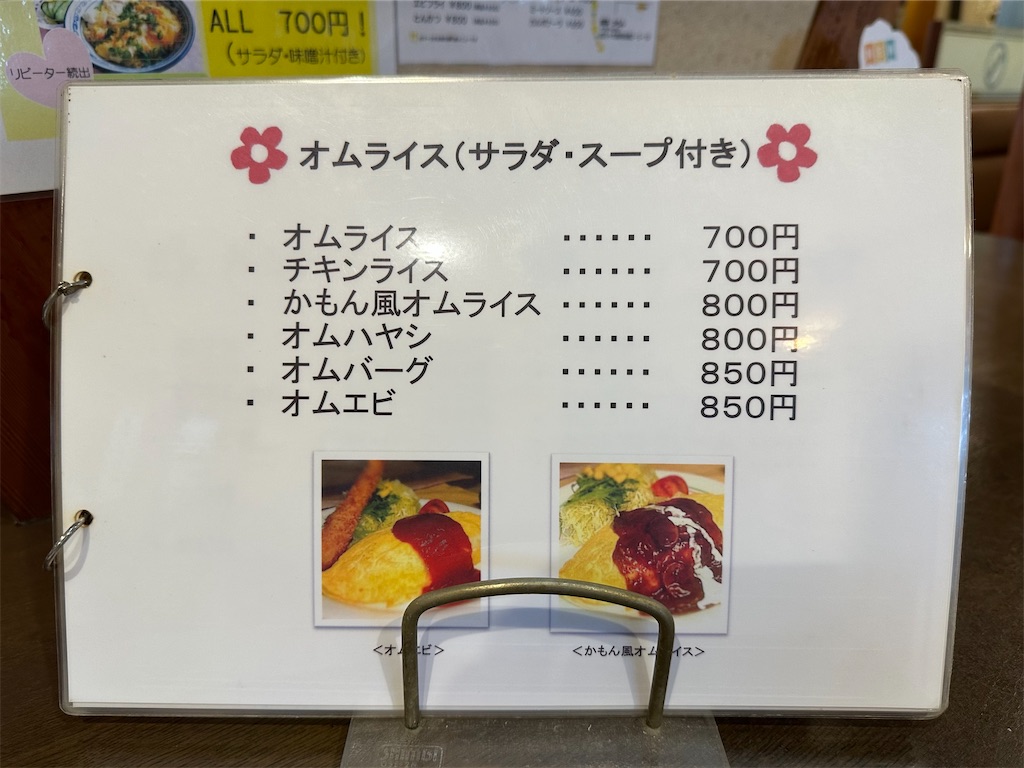 ALL 700円!
(サラダ・味噌汁付き)
リピーター続出
オムライス(サラダ・スープ付き)
・ オムライス ・・・・・・ 700円
・ チキンライス ・・・・・・ 700円
・ かもん風オムライス ・・・・・・ 800円
・ オムハヤシ ・・・・・・ 800円
・ オムバーグ ・・・・・・ 850円
・ オムエビ ・・・・・・ 850円
<オムエビ>
<かもん風オムライス>